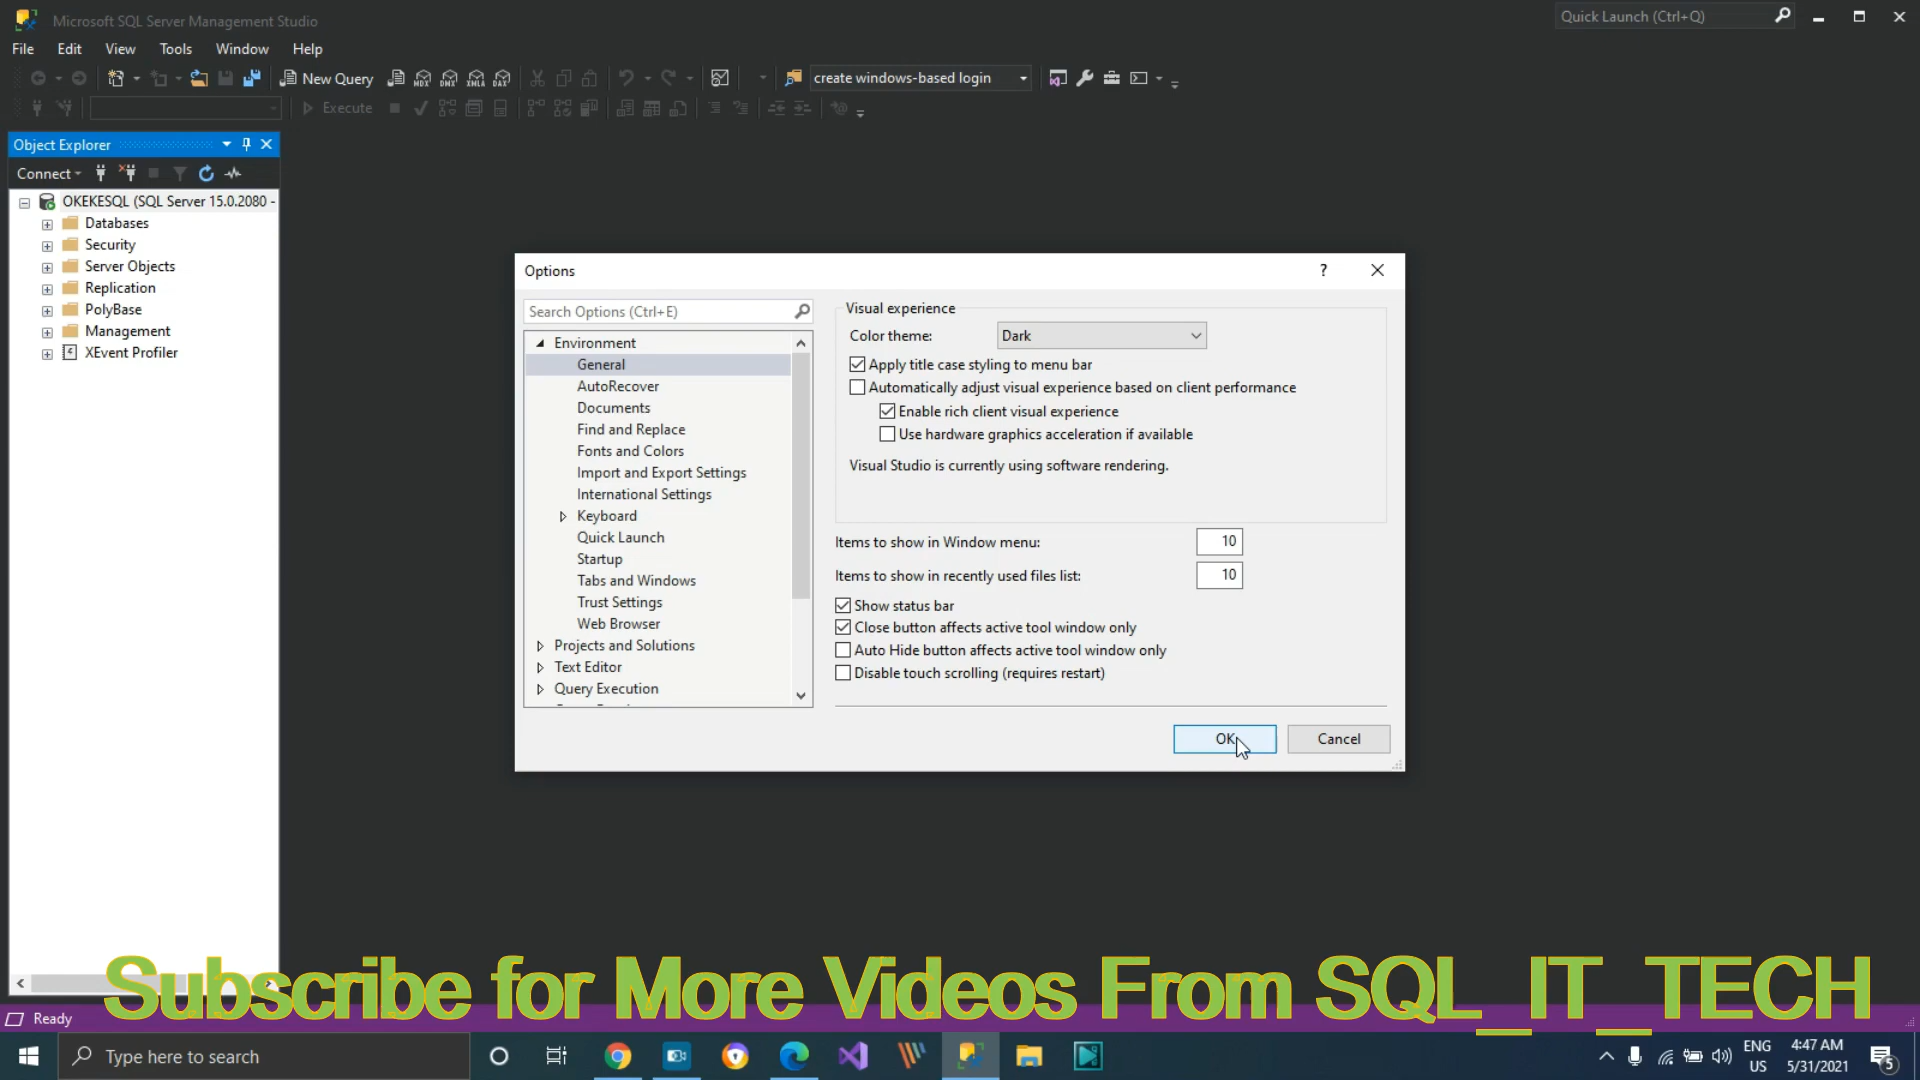 Microsoft SQL Server Management Studio
Quick Launch (Ctrl+Q)
File Edit View Tools Window Help
New Query MDX DMX XMLA DAX create windows-based login
Execute
Object Explorer
Connect
OKEKESQL (SQL Server 15.0.2080 -
Databases
Security
Server Objects
Replication
PolyBase
Management
XEvent Profiler
Options
?
Search Options (Ctrl+E)
Environment
General
AutoRecover
Documents
Find and Replace
Fonts and Colors
Import and Export Settings
International Settings
Keyboard
Quick Launch
Startup
Tabs and Windows
Trust Settings
Web Browser
Projects and Solutions
Text Editor
Query Execution
Visual experience
Color theme: Dark
Apply title case styling to menu bar
Automatically adjust visual experience based on client performance
Enable rich client visual experience
Use hardware graphics acceleration if available
Visual Studio is currently using software rendering.
Items to show in Window menu: 10
Items to show in recently used files list: 10
Show status bar
Close button affects active tool window only
Auto Hide button affects active tool window only
Disable touch scrolling (requires restart)
OK Cancel
Subscribe for More Videos From SQL_IT_TECH
Ready
Type here to search
ENG
US
4:47 AM
5/31/2021
5